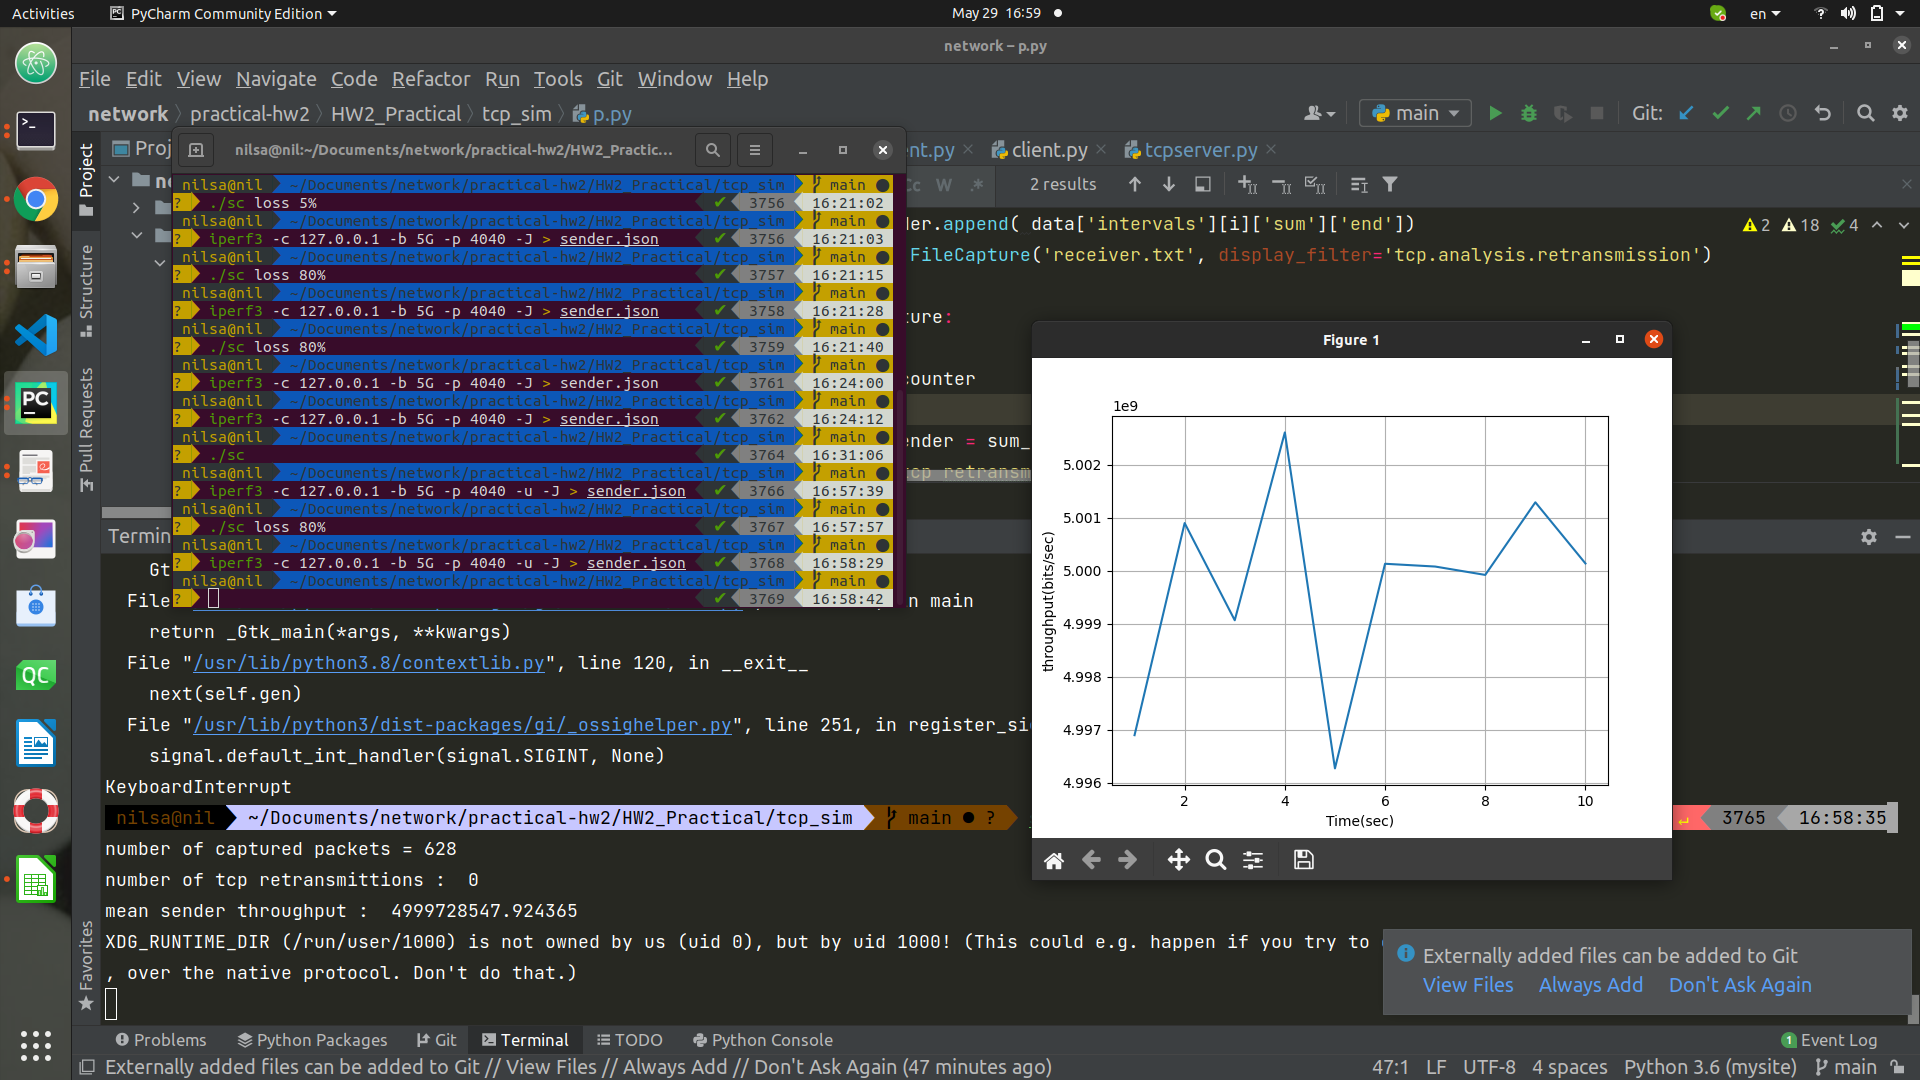 Activities
PyCharm Community Edition
May 29 16:59
en
network – p.py
File Edit View Navigate Code Refactor Run Tools Git Window Help
network practical-hw2 HW2_Practical tcp_sim p.py
main
Git:
nilsa@nil:~/Documents/network/practical-hw2/HW2_Practic...
client.py
tcpserver.py
2 results
Project
Structure
Pull Requests
Favorites
nilsa@nil ~/Documents/network/practical-hw2/HW2_Practical/tcp_sim main
? ./sc loss 5% ✔ 3756 16:21:02
nilsa@nil ~/Documents/network/practical-hw2/HW2_Practical/tcp_sim main
? iperf3 -c 127.0.0.1 -b 5G -p 4040 -J > sender.json ✔ 3756 16:21:03
nilsa@nil ~/Documents/network/practical-hw2/HW2_Practical/tcp_sim main
? ./sc loss 80% ✔ 3757 16:21:15
nilsa@nil ~/Documents/network/practical-hw2/HW2_Practical/tcp_sim main
? iperf3 -c 127.0.0.1 -b 5G -p 4040 -J > sender.json ✔ 3758 16:21:28
nilsa@nil ~/Documents/network/practical-hw2/HW2_Practical/tcp_sim main
? ./sc loss 80% ✔ 3759 16:21:40
nilsa@nil ~/Documents/network/practical-hw2/HW2_Practical/tcp_sim main
? iperf3 -c 127.0.0.1 -b 5G -p 4040 -J > sender.json ✔ 3761 16:24:00
nilsa@nil ~/Documents/network/practical-hw2/HW2_Practical/tcp_sim main
? iperf3 -c 127.0.0.1 -b 5G -p 4040 -J > sender.json ✔ 3762 16:24:12
nilsa@nil ~/Documents/network/practical-hw2/HW2_Practical/tcp_sim main
? ./sc ✔ 3764 16:31:06
nilsa@nil ~/Documents/network/practical-hw2/HW2_Practical/tcp_sim main
? iperf3 -c 127.0.0.1 -b 5G -p 4040 -u -J > sender.json ✔ 3766 16:57:39
nilsa@nil ~/Documents/network/practical-hw2/HW2_Practical/tcp_sim main
? ./sc loss 80% ✔ 3767 16:57:57
nilsa@nil ~/Documents/network/practical-hw2/HW2_Practical/tcp_sim main
? iperf3 -c 127.0.0.1 -b 5G -p 4040 -u -J > sender.json ✔ 3768 16:58:29
nilsa@nil ~/Documents/network/practical-hw2/HW2_Practical/tcp_sim main
? ✔ 3769 16:58:42
der.append( data['intervals'][i]['sum']['end'])
2 18 4
FileCapture('receiver.txt', display_filter='tcp.analysis.retransmission')
ture:
counter
ender = sum_
tcp retransm
Figure 1
1e9
5.002
5.001
5.000
4.999
4.998
4.997
4.996
throughput(bits/sec)
2 4 6 8 10
Time(sec)
File
n main
return _Gtk_main(*args, **kwargs)
File "/usr/lib/python3.8/contextlib.py", line 120, in __exit__
next(self.gen)
File "/usr/lib/python3/dist-packages/gi/_ossighelper.py", line 251, in register_sig
signal.default_int_handler(signal.SIGINT, None)
KeyboardInterrupt
nilsa@nil ~/Documents/network/practical-hw2/HW2_Practical/tcp_sim main ● ? 3765 16:58:35
number of captured packets = 628
number of tcp retransmittions : 0
mean sender throughput : 4999728547.924365
XDG_RUNTIME_DIR (/run/user/1000) is not owned by us (uid 0), but by uid 1000! (This could e.g. happen if you try to
, over the native protocol. Don't do that.)
Externally added files can be added to Git
View Files Always Add Don't Ask Again
Problems Python Packages Git Terminal TODO Python Console
1 Event Log
Externally added files can be added to Git // View Files // Always Add // Don't Ask Again (47 minutes ago)
47:1 LF UTF-8 4 spaces Python 3.6 (mysite) main